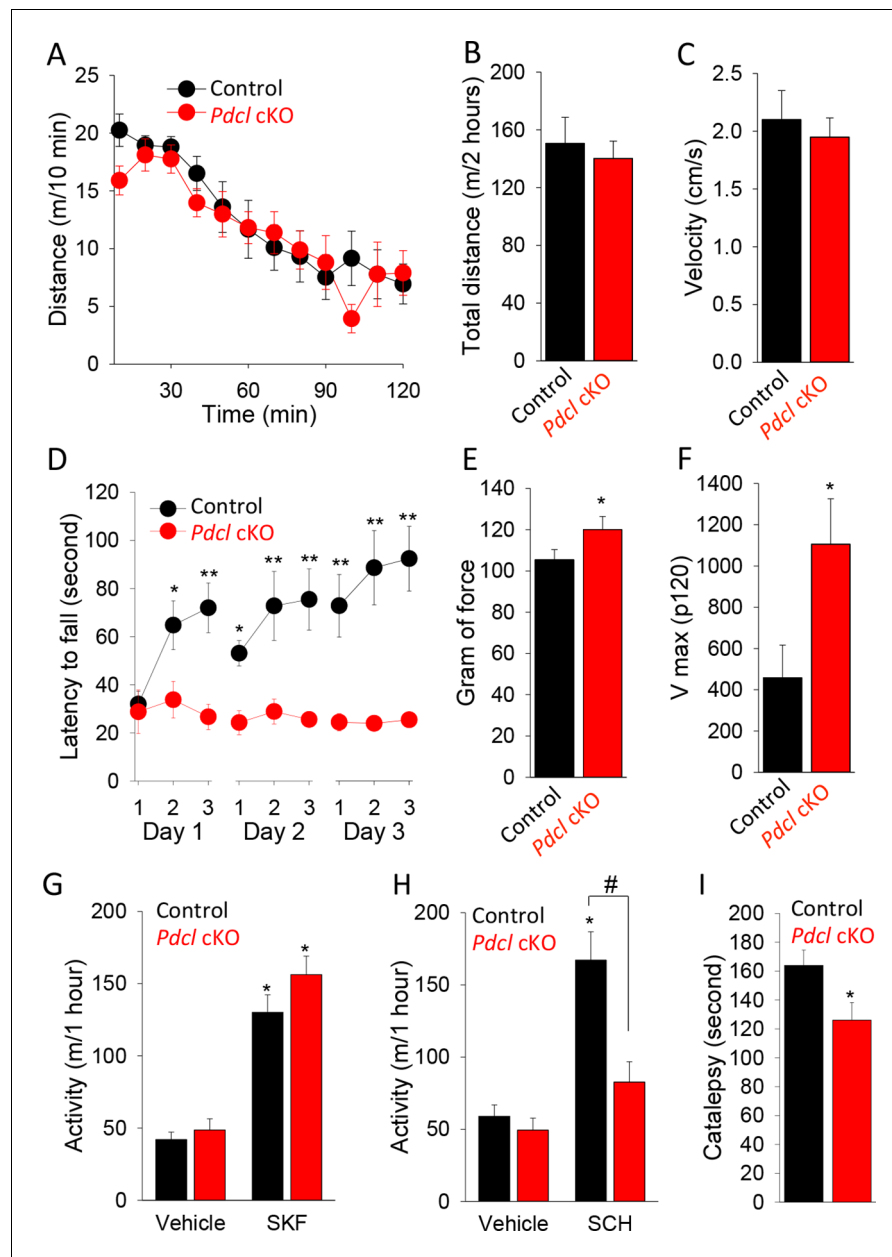 A
Distance (m/10 min)
25
20
15
10
5
0
Control
Pdcl cKO
30
60
90
120
Time (min)
B
Total distance (m/2 hours)
200
160
120
80
40
0
Control
Pdcl cKO
C
Velocity (cm/s)
2.5
2.0
1.5
1.0
0.5
0.0
Control
Pdcl cKO
D
Latency to fall (second)
120
100
80
60
40
20
0
Control
Pdcl cKO
*
**
*
**
**
**
**
**
1 2 3 1 2 3 1 2 3
Day 1 Day 2 Day 3
E
Gram of force
140
120
100
80
60
40
20
0
*
Control
Pdcl cKO
F
V max (p120)
1400
1200
1000
800
600
400
200
0
*
Control
Pdcl cKO
G
Activity (m/1 hour)
200
150
100
50
0
Control
Pdcl cKO
*
*
Vehicle SKF
H
Activity (m/1 hour)
200
150
100
50
0
Control
Pdcl cKO
#
*
Vehicle SCH
I
Catalepsy (second)
200
180
160
140
120
100
80
60
40
20
0
Control
Pdcl cKO
*